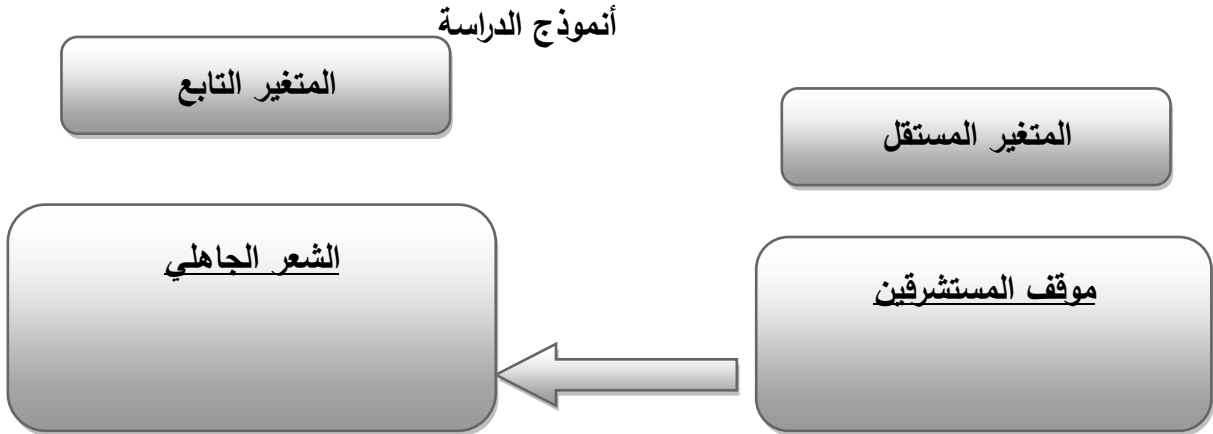 أنموذج الدراسة
المتغير المستقل
المتغير التابع
موقف المستشرقين
الشعر الجاهلي